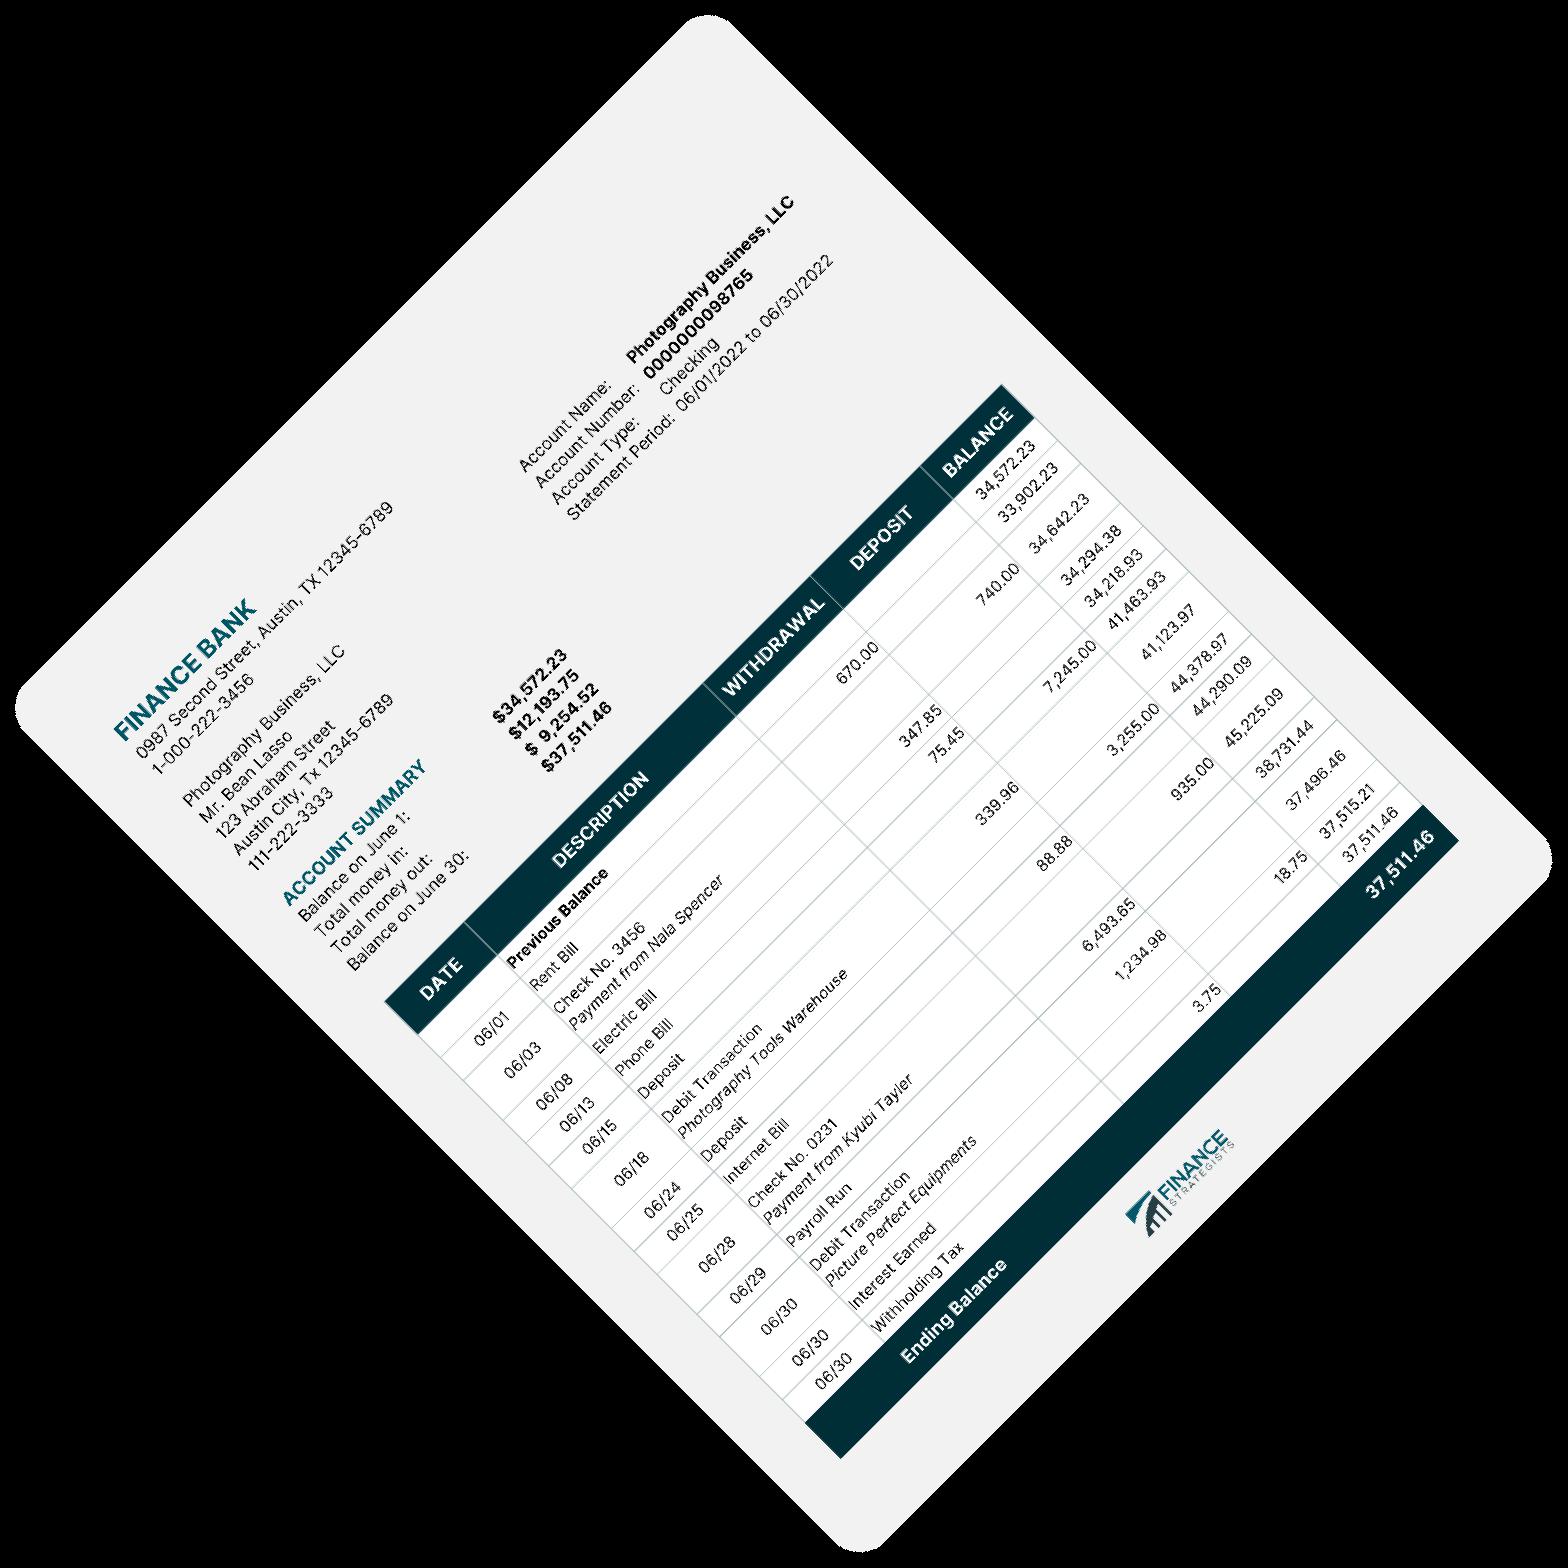 FINANCE BANK
0987 Second Street, Austin, TX 12345-6789
1-000-222-3456
Photography Business, LLC
Mr. Bean Lasso
123 Abraham Street
Austin City, Tx 12345-6789
111-222-3333
Account Name: Photography Business, LLC
Account Number: 0000000098765
Account Type: Checking
Statement Period: 06/01/2022 to 06/30/2022
ACCOUNT SUMMARY
Balance on June 1: $34,572.23
Total money in: $12,193.75
Total money out: $ 9,254.52
Balance on June 30: $37,511.46
DATE DESCRIPTION WITHDRAWAL DEPOSIT BALANCE
Previous Balance 34,572.23
06/01 Rent Bill 670.00 33,902.23
06/03 Check No. 3456 740.00 34,642.23
Payment from Nala Spencer
06/08 Electric Bill 347.85 34,294.38
06/13 Phone Bill 75.45 34,218.93
06/15 Deposit 7,245.00 41,463.93
06/18 Debit Transaction 339.96 41,123.97
Photography Tools Warehouse
06/24 Deposit 3,255.00 44,378.97
06/25 Internet Bill 88.88 44,290.09
06/28 Check No. 0231 935.00 45,225.09
Payment from Kyubi Tayler
06/29 Payroll Run 6,493.65 38,731.44
06/30 Debit Transaction 1,234.98 37,496.46
Picture Perfect Equipments
06/30 Interest Earned 18.75 37,515.21
06/30 Withholding Tax 3.75 37,511.46
Ending Balance 37,511.46
FINANCE
STRATEGISTS